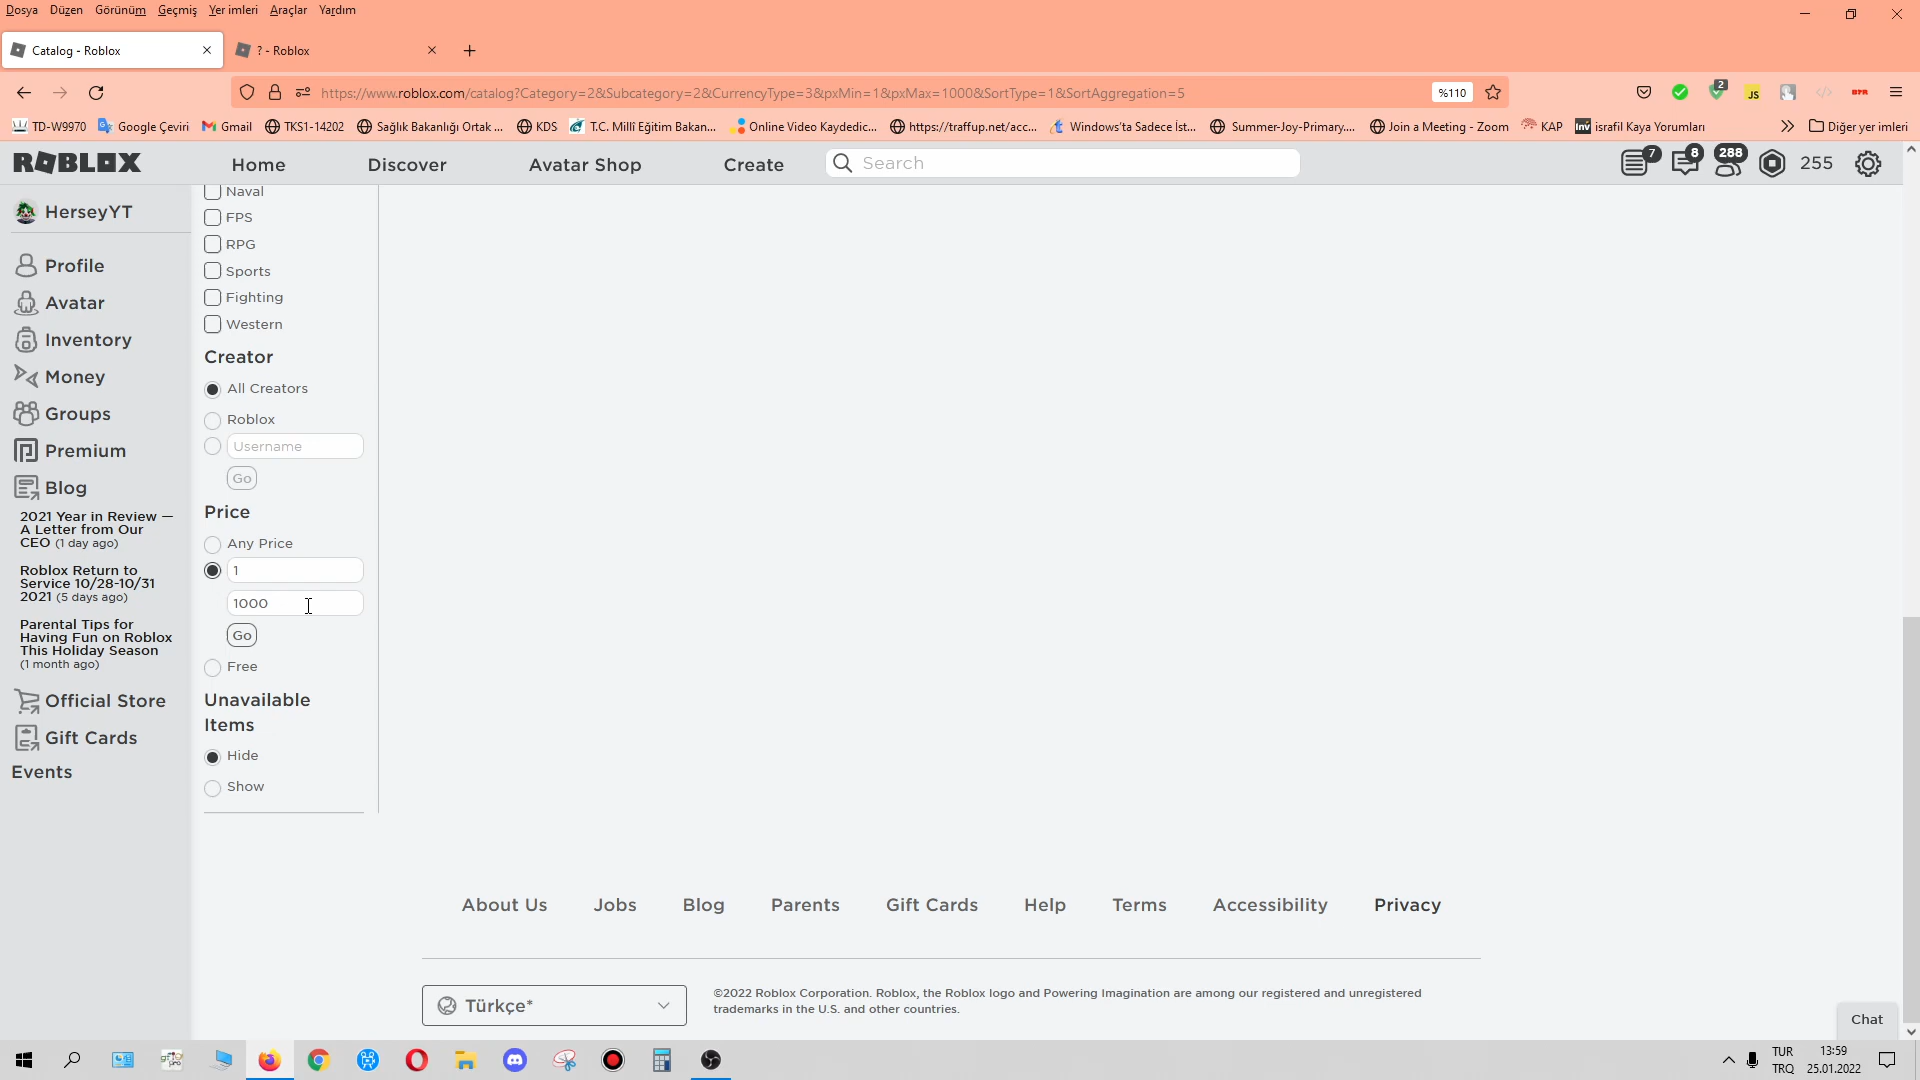 Dosya Düzen Görünüm Geçmiş Yer imleri Araçlar Yardım
Catalog - Roblox
? - Roblox
https://www.roblox.com/catalog?Category=2&Subcategory=2&CurrencyType=3&pxMin=1&pxMax=1000&SortType=1&SortAggregation=5
%110
2
JS
TD-W9970
Google Çeviri
Gmail
TKS1-14202
Sağlık Bakanlığı Ortak ...
KDS
T.C. Millî Eğitim Bakan...
Online Video Kaydedic...
https://traffup.net/acc...
Windows'ta Sadece İst...
Summer-Joy-Primary....
Join a Meeting - Zoom
KAP
Inv
israfil Kaya Yorumları
Diğer yer imleri
ROBLOX
Home
Discover
Avatar Shop
Create
Search
7
8
288
255
HerseyYT
Profile
Avatar
Inventory
Money
Groups
Premium
Blog
2021 Year in Review —
A Letter from Our
CEO (1 day ago)
Roblox Return to
Service 10/28-10/31
2021 (5 days ago)
Parental Tips for
Having Fun on Roblox
This Holiday Season
(1 month ago)
Official Store
Gift Cards
Events
Naval
FPS
RPG
Sports
Fighting
Western
Creator
All Creators
Roblox
Username
Go
Price
Any Price
1
1000
Go
Free
Unavailable
Items
Hide
Show
About Us
Jobs
Blog
Parents
Gift Cards
Help
Terms
Accessibility
Privacy
Türkçe*
©2022 Roblox Corporation. Roblox, the Roblox logo and Powering Imagination are among our registered and unregistered
trademarks in the U.S. and other countries.
Chat
TUR
TRQ
13:59
25.01.2022